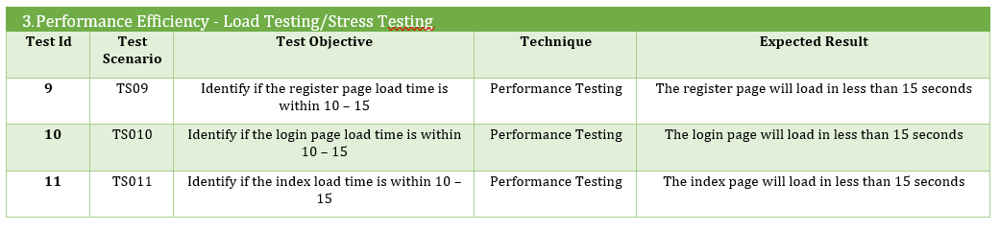 3.Performance Efficiency - Load Testing/Stress Testing
Test Id Test Scenario Test Objective Technique Expected Result
9 TS09 Identify if the register page load time is within 10 – 15 Performance Testing The register page will load in less than 15 seconds
10 TS010 Identify if the login page load time is within 10 – 15 Performance Testing The login page will load in less than 15 seconds
11 TS011 Identify if the index load time is within 10 – 15 Performance Testing The index page will load in less than 15 seconds